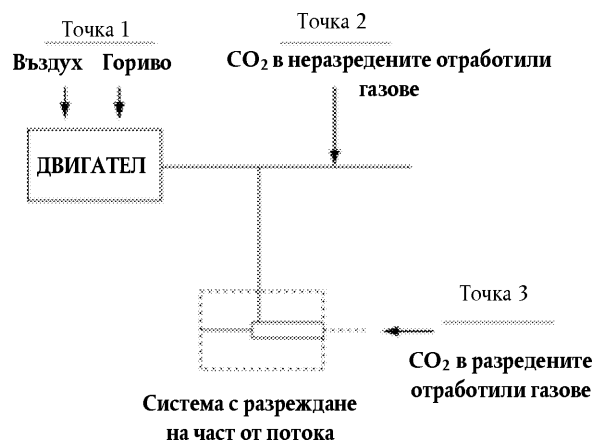 Точка 1
Въздух Гориво
Точка 2
CO₂ в неразредените отработили
газове
ДВИГАТЕЛ
Точка 3
CO₂ в разредените
отработили газове
Система с разреждане
на част от потока